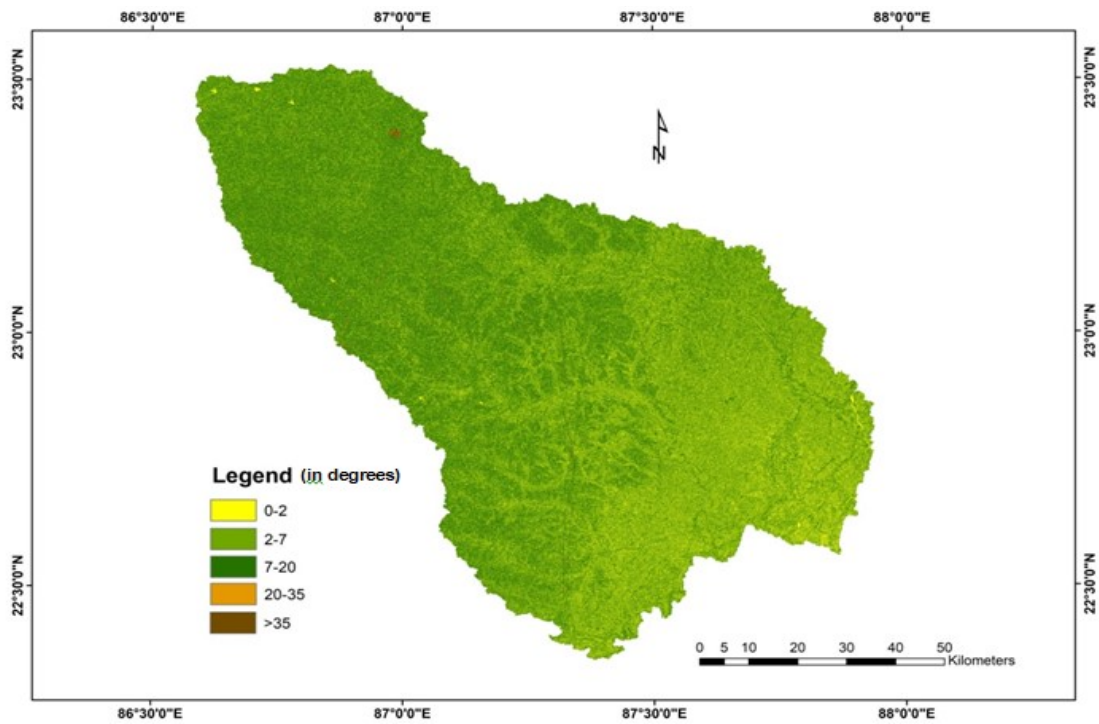 86°30'0"E 87°0'0"E 87°30'0"E 88°0'0"E
23°30'0"N 23°30'0"N
N
23°0'0"N 23°0'0"N
Legend (in degrees)
0-2
2-7
7-20
20-35
>35
22°30'0"N 22°30'0"N
0 5 10 20 30 40 50
Kilometers
86°30'0"E 87°0'0"E 87°30'0"E 88°0'0"E